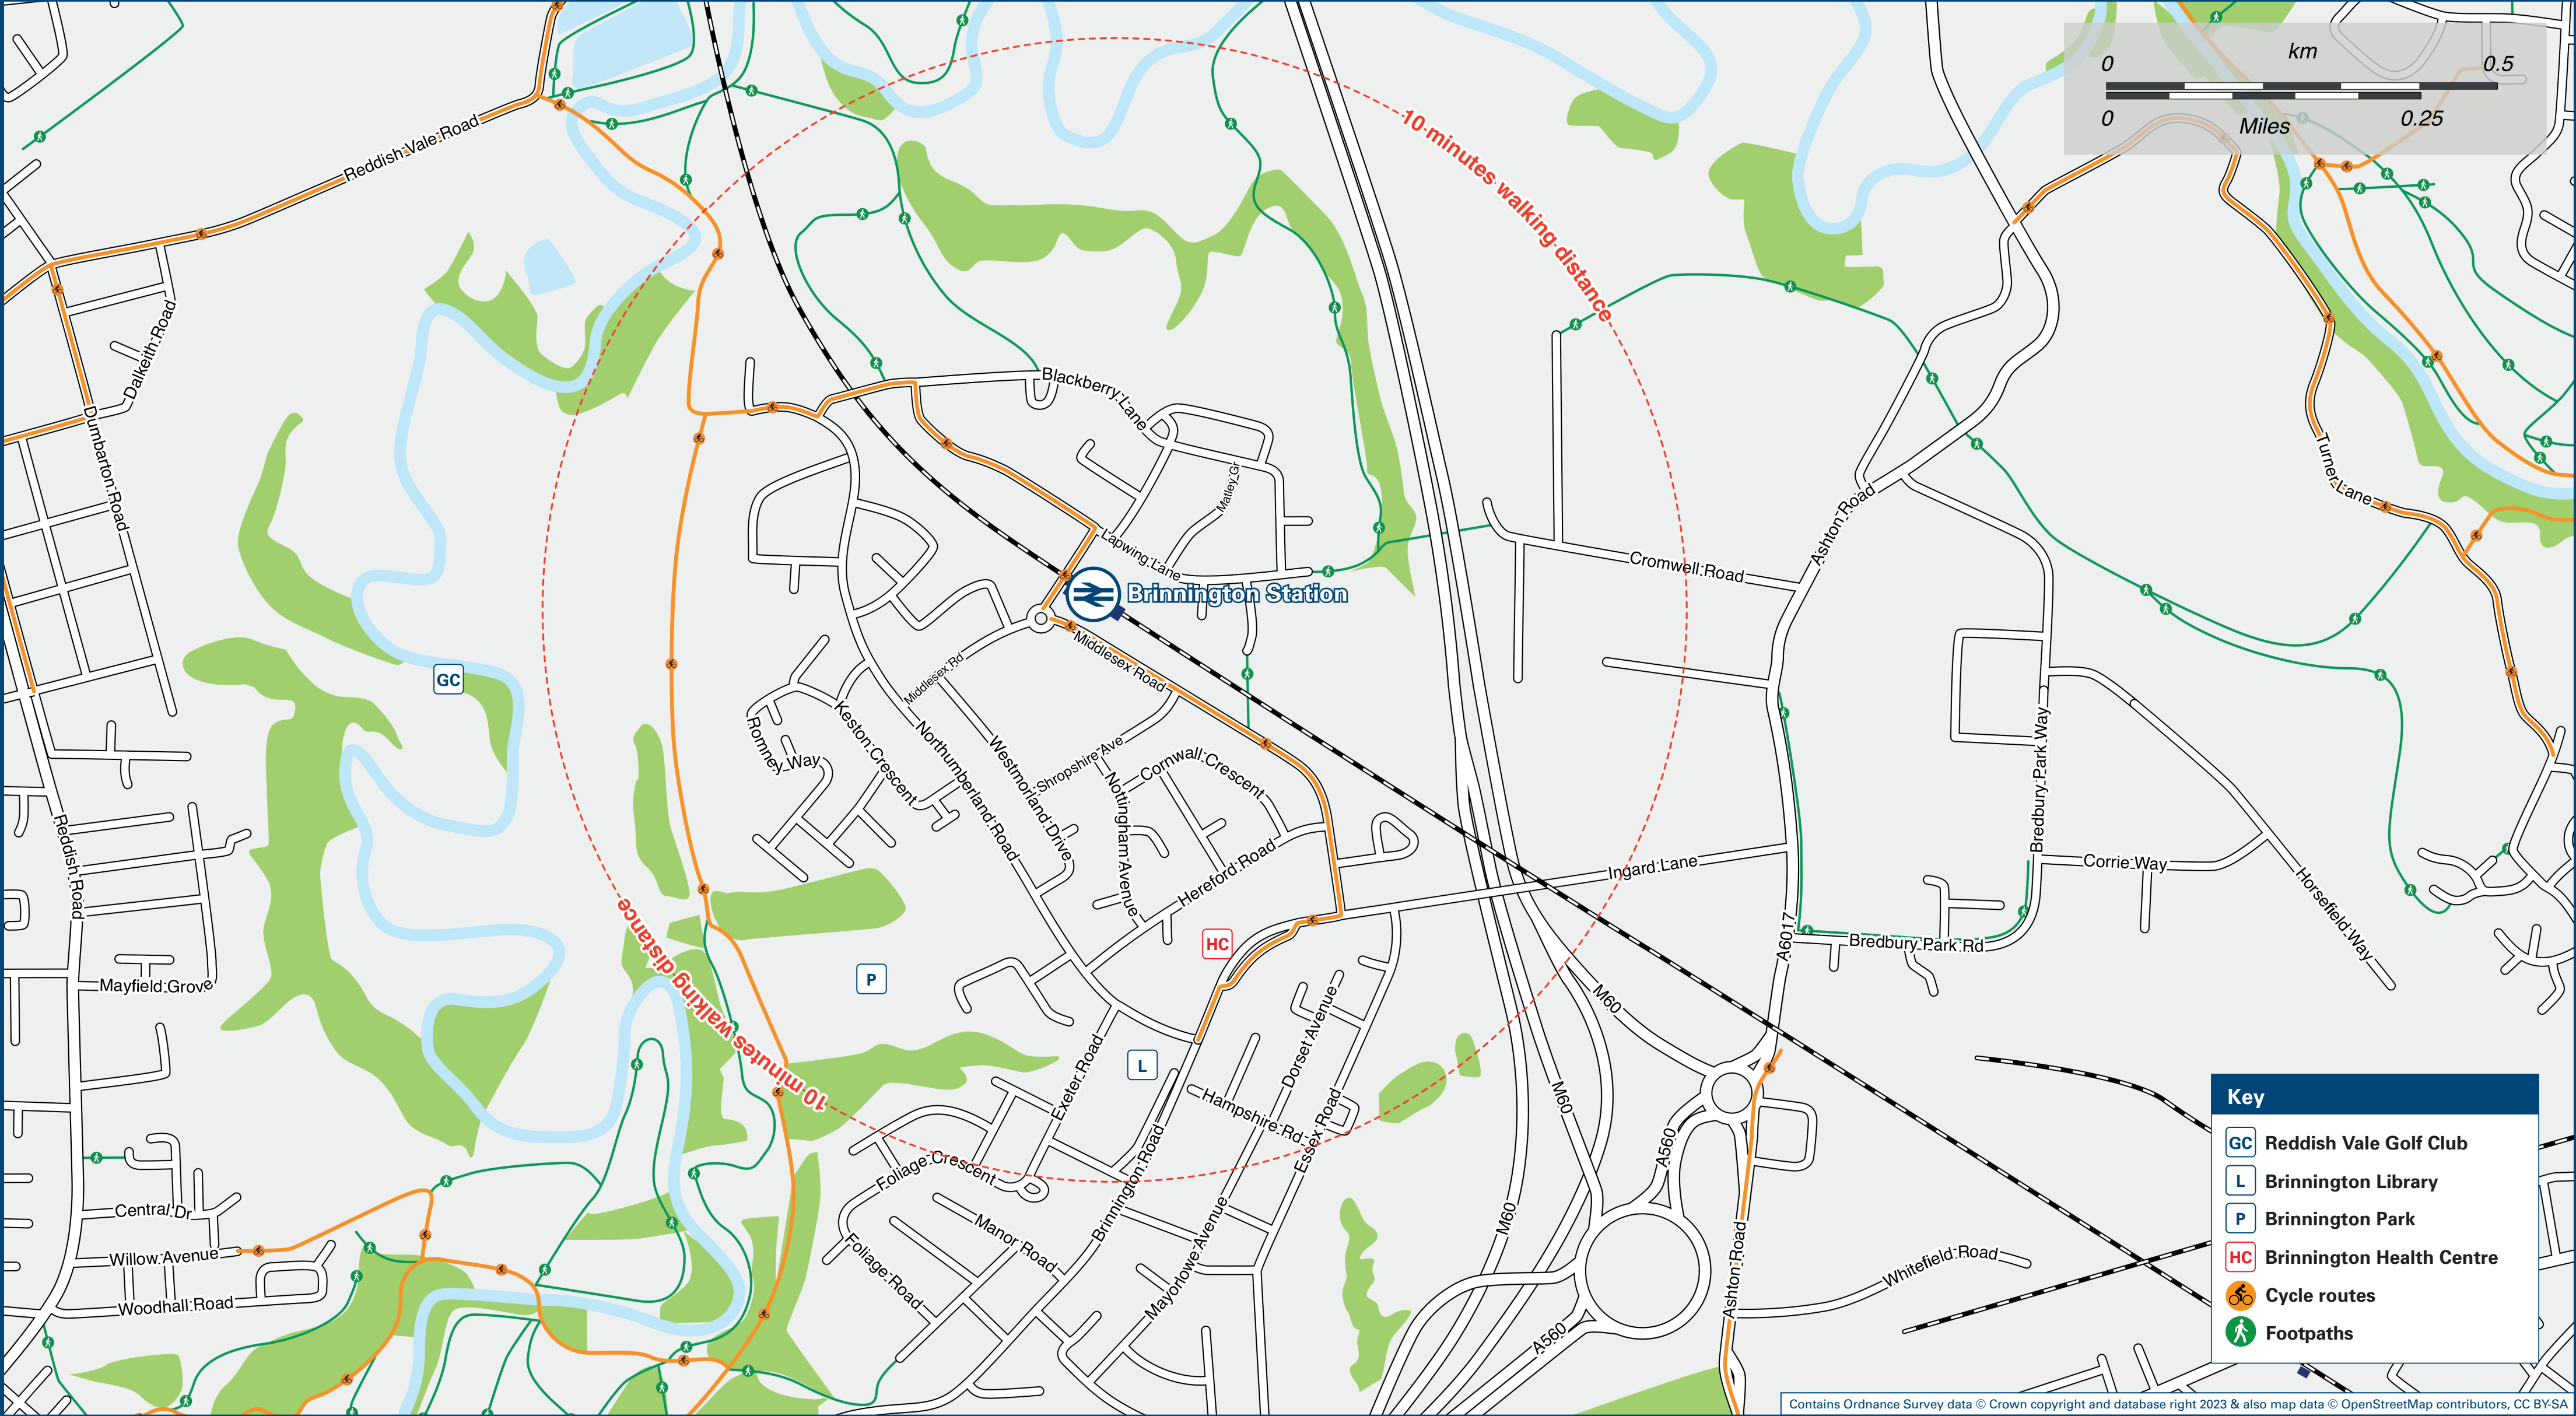 km
0 0.5
0 0.25
Miles
10 minutes walking distance
Reddish Vale Road
Dalkeith Road
Dumbarton Road
Blackberry Lane
Matley Gr
Lapwing Lane
Brinnington Station
Cromwell Road
Ashton Road
Turner Lane
Middlesex Road
Middlesex Rd
GC
Romney Way
Keston Crescent
Northumberland Road
Westmorland Drive
Shropshire Ave
Nottingham Avenue
Cornwall Crescent
Hereford Road
Ingard Lane
Bredbury Park Way
Corrie Way
Horsefield Way
Bredbury Park Rd
A6017
Reddish Road
Mayfield Grove
P
HC
L
10 minutes walking distance
M60
M60
M60
A560
A560
Exeter Road
Dorset Avenue
Hampshire Rd
Essex Road
Foliage Crescent
Brinnington Road
Manor Road
Foliage Road
Mayorlowe Avenue
Ashton Road
Whitefield Road
Central Dr
Willow Avenue
Woodhall Road
Key
GC Reddish Vale Golf Club
L Brinnington Library
P Brinnington Park
HC Brinnington Health Centre
Cycle routes
Footpaths
Contains Ordnance Survey data © Crown copyright and database right 2023 & also map data © OpenStreetMap contributors, CC BY-SA